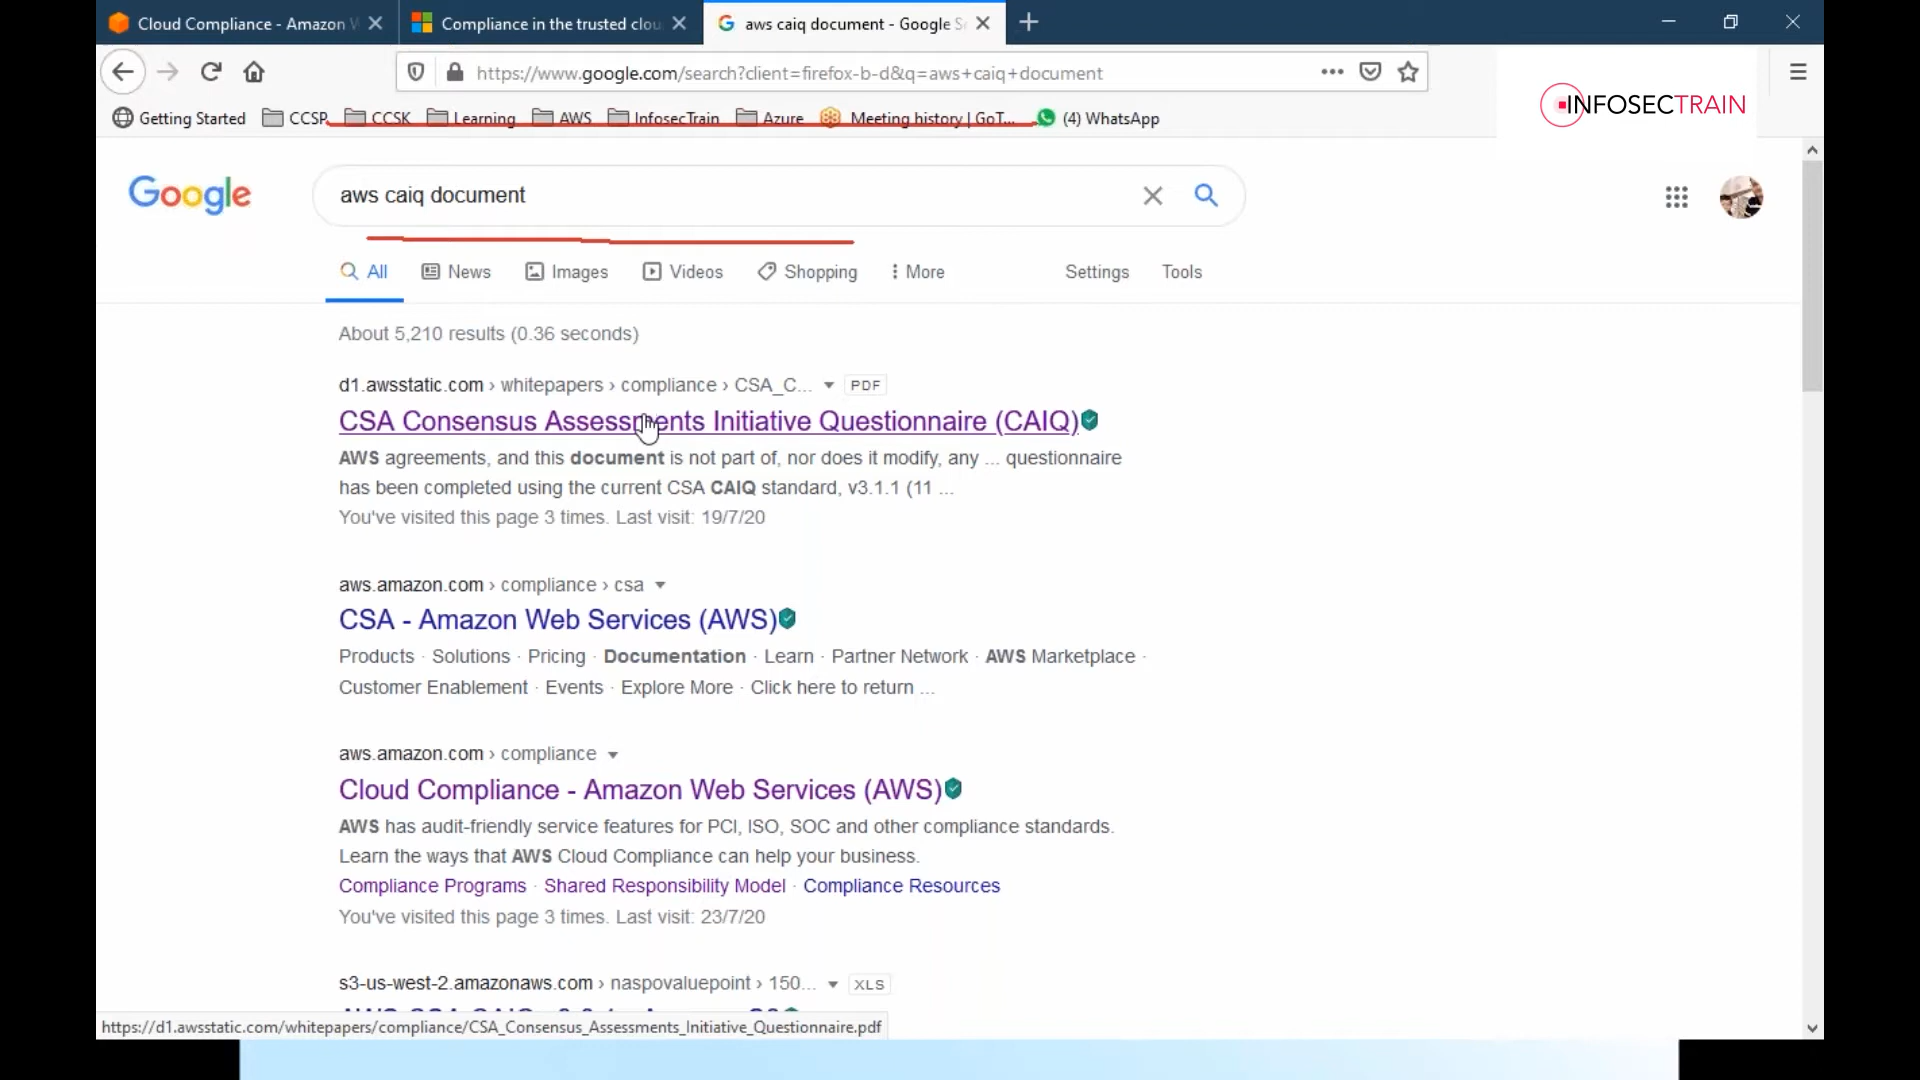 Cloud Compliance - Amazon W
Compliance in the trusted clou
aws caiq document - Google Se
https://www.google.com/search?client=firefox-b-d&q=aws+caiq+document
INFOSECTRAIN
Getting Started CCSP CCSK Learning AWS InfosecTrain Azure Meeting history | GoT... (4) WhatsApp
Google
aws caiq document
All News Images Videos Shopping More Settings Tools
About 5,210 results (0.36 seconds)
d1.awsstatic.com › whitepapers › compliance › CSA_C... PDF
CSA Consensus Assessments Initiative Questionnaire (CAIQ)
AWS agreements, and this document is not part of, nor does it modify, any ... questionnaire
has been completed using the current CSA CAIQ standard, v3.1.1 (11 ...
You've visited this page 3 times. Last visit: 19/7/20
aws.amazon.com › compliance › csa
CSA - Amazon Web Services (AWS)
Products · Solutions · Pricing · Documentation · Learn · Partner Network · AWS Marketplace ·
Customer Enablement · Events · Explore More · Click here to return ...
aws.amazon.com › compliance
Cloud Compliance - Amazon Web Services (AWS)
AWS has audit-friendly service features for PCI, ISO, SOC and other compliance standards.
Learn the ways that AWS Cloud Compliance can help your business.
Compliance Programs · Shared Responsibility Model · Compliance Resources
You've visited this page 3 times. Last visit: 23/7/20
s3-us-west-2.amazonaws.com › naspovaluepoint › 150... XLS
https://d1.awsstatic.com/whitepapers/compliance/CSA_Consensus_Assessments_Initiative_Questionnaire.pdf